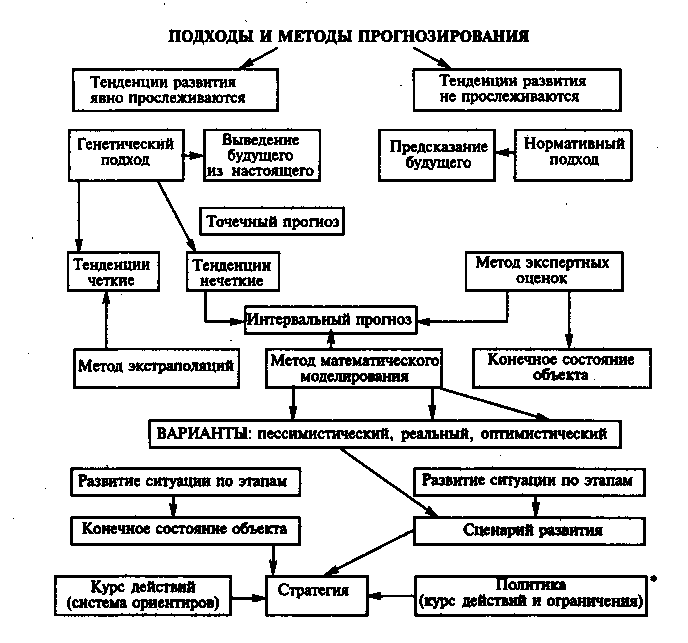 ПОДХОДЫ И МЕТОДЫ ПРОГНОЗИРОВАНИЯ
Тенденции развития
явно прослеживаются
Тенденции развития
не прослеживаются
Генетический
подход
Выведение
будущего
из настоящего
Предсказание
будущего
Нормативный
подход
Точечный прогноз
Тенденции
четкие
Тенденции
нечеткие
Метод экспертных
оценок
Интервальный прогноз
Метод экстраполяций
Метод математического
моделирования
Конечное состояние
объекта
ВАРИАНТЫ: пессимистический, реальный, оптимистический
Развитие ситуации по этапам
Развитие ситуации по этапам
Конечное состояние объекта
Сценарий развития
Курс действий
(система ориентиров)
Стратегия
Политика
(курс действий и ограничения)